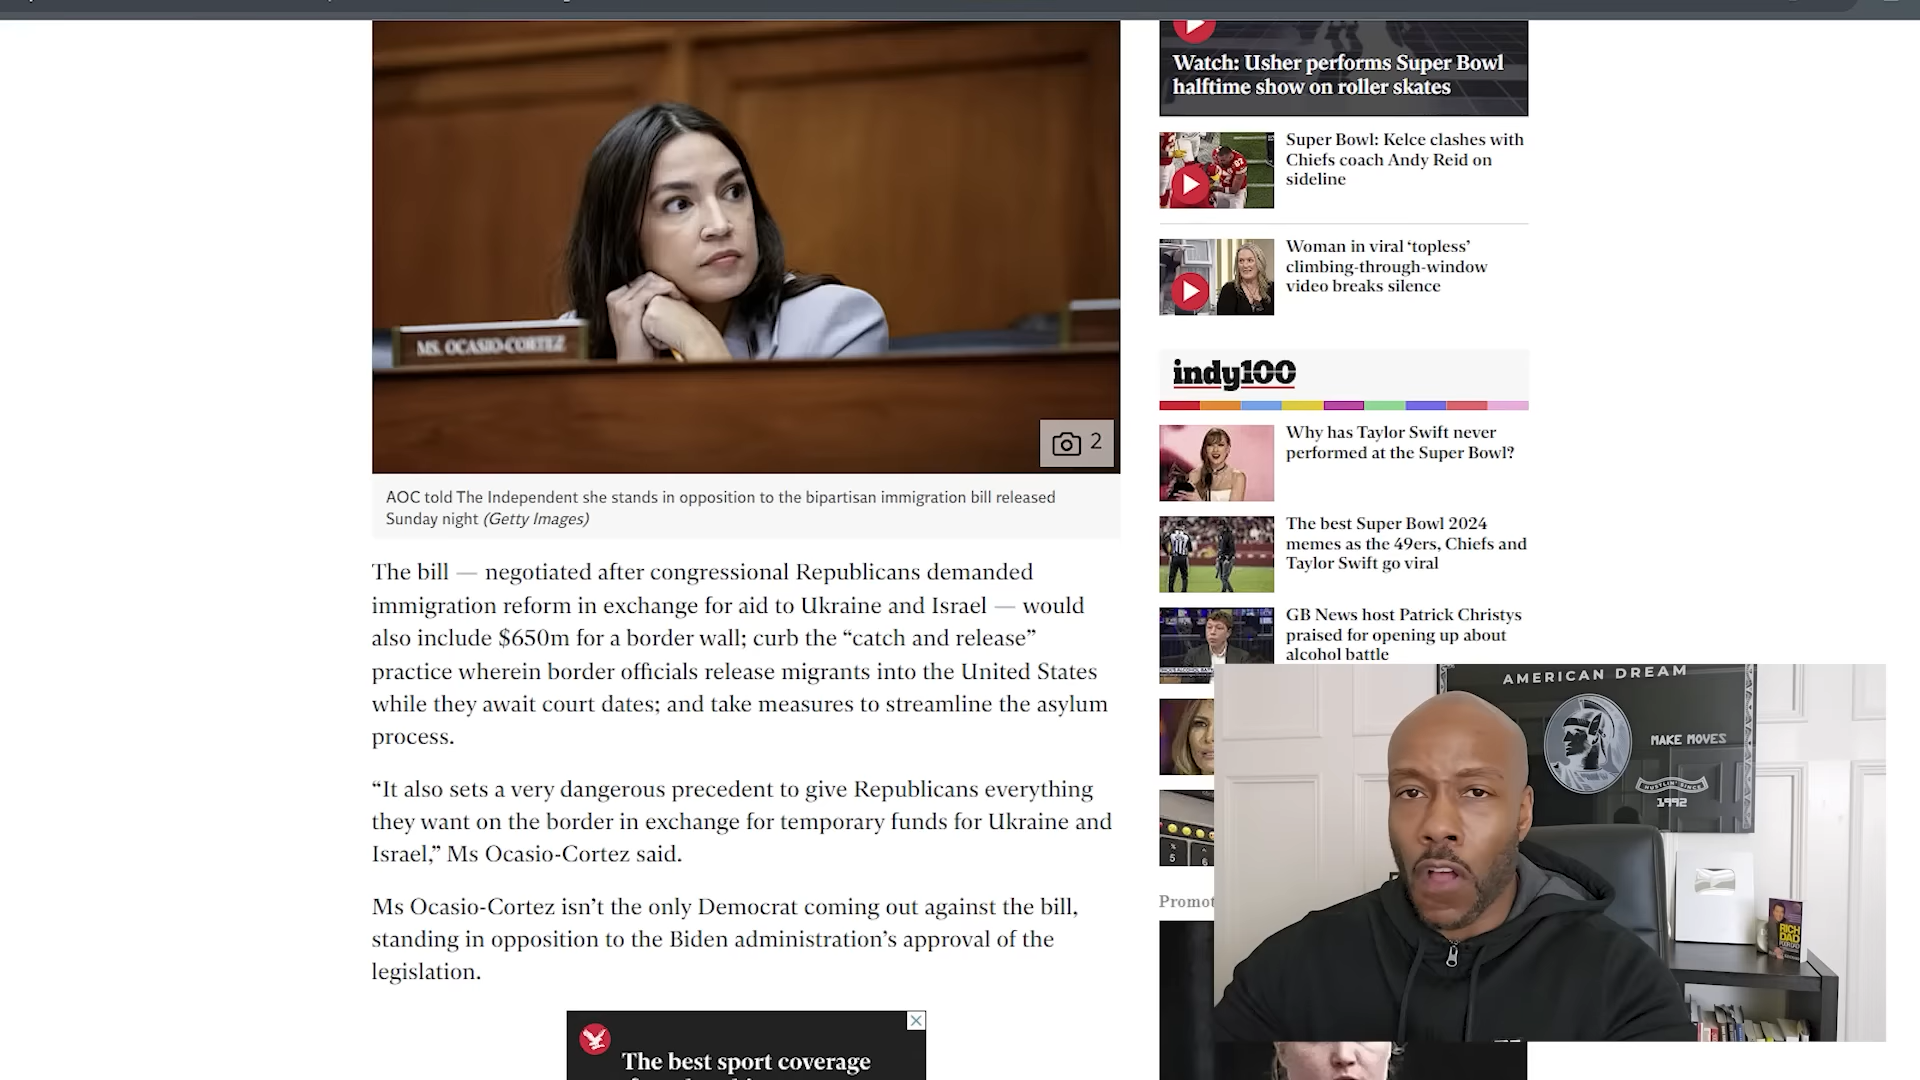 MS. OCASIO-CORTEZ
2
AOC told The Independent she stands in opposition to the bipartisan immigration bill released
Sunday night (Getty Images)
The bill — negotiated after congressional Republicans demanded
immigration reform in exchange for aid to Ukraine and Israel — would
also include $650m for a border wall; curb the “catch and release”
practice wherein border officials release migrants into the United States
while they await court dates; and take measures to streamline the asylum
process.
“It also sets a very dangerous precedent to give Republicans everything
they want on the border in exchange for temporary funds for Ukraine and
Israel,” Ms Ocasio-Cortez said.
Ms Ocasio-Cortez isn’t the only Democrat coming out against the bill,
standing in opposition to the Biden administration’s approval of the
legislation.
The best sport coverage
Watch: Usher performs Super Bowl
halftime show on roller skates
Super Bowl: Kelce clashes with
Chiefs coach Andy Reid on
sideline
Woman in viral ‘topless’
climbing-through-window
video breaks silence
indy100
Why has Taylor Swift never
performed at the Super Bowl?
The best Super Bowl 2024
memes as the 49ers, Chiefs and
Taylor Swift go viral
GB News host Patrick Christys
praised for opening up about
alcohol battle
5
6
Promot
AMERICAN DREAM
MAKE MOVES
HUSTLIN' SINCE
1992
RICH
DAD